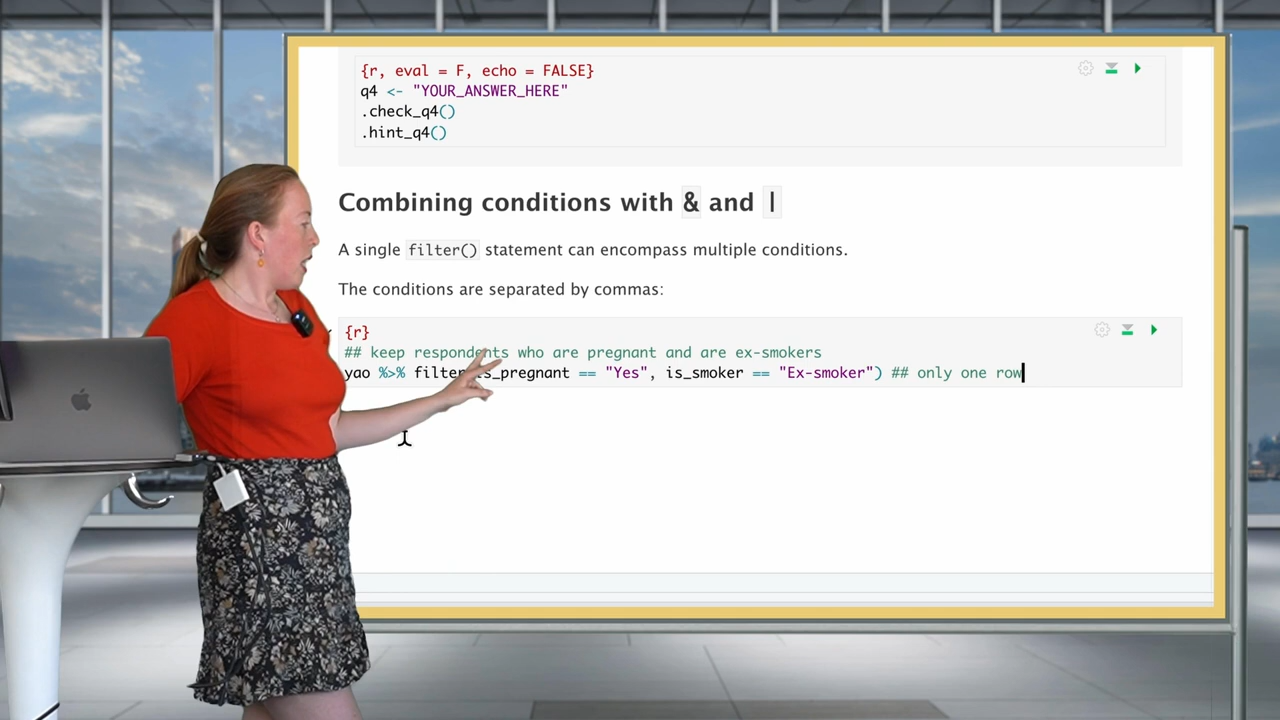 {r, eval = F, echo = FALSE}
q4 <- "YOUR_ANSWER_HERE"
.check_q4()
.hint_q4()
Combining conditions with & and |
A single filter() statement can encompass multiple conditions.
The conditions are separated by commas:
{r}
## keep respondents who are pregnant and are ex-smokers
yao %>% filter is_pregnant == "Yes", is_smoker == "Ex-smoker") ## only one row